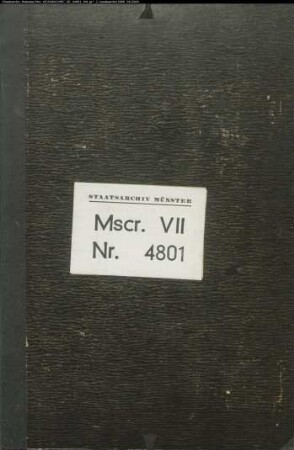 STAATSARCHIV MÜNSTER
Mscr. VII
Nr. 4801